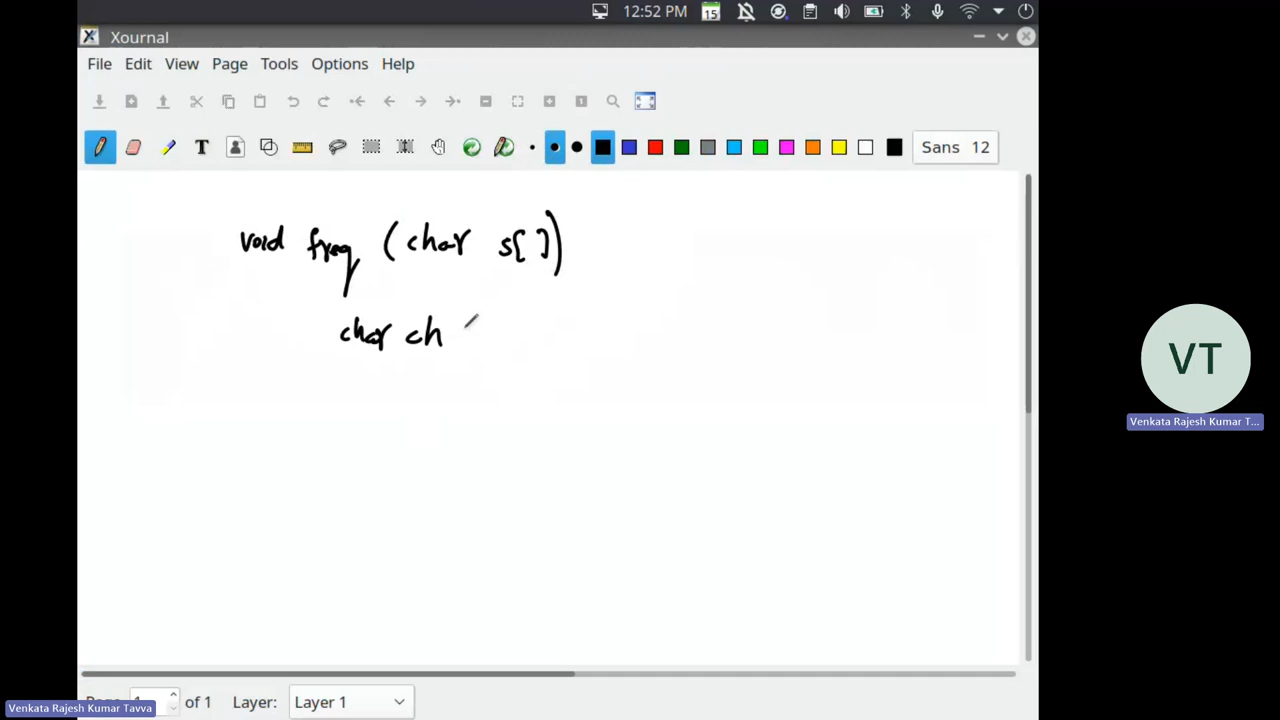 12:52 PM
15
Xournal
File Edit View Page Tools Options Help
T
Sans 12
void freq (char s[ ])
char ch
VT
Venkata Rajesh Kumar T...
of 1 Layer: Layer 1
Venkata Rajesh Kumar Tavva